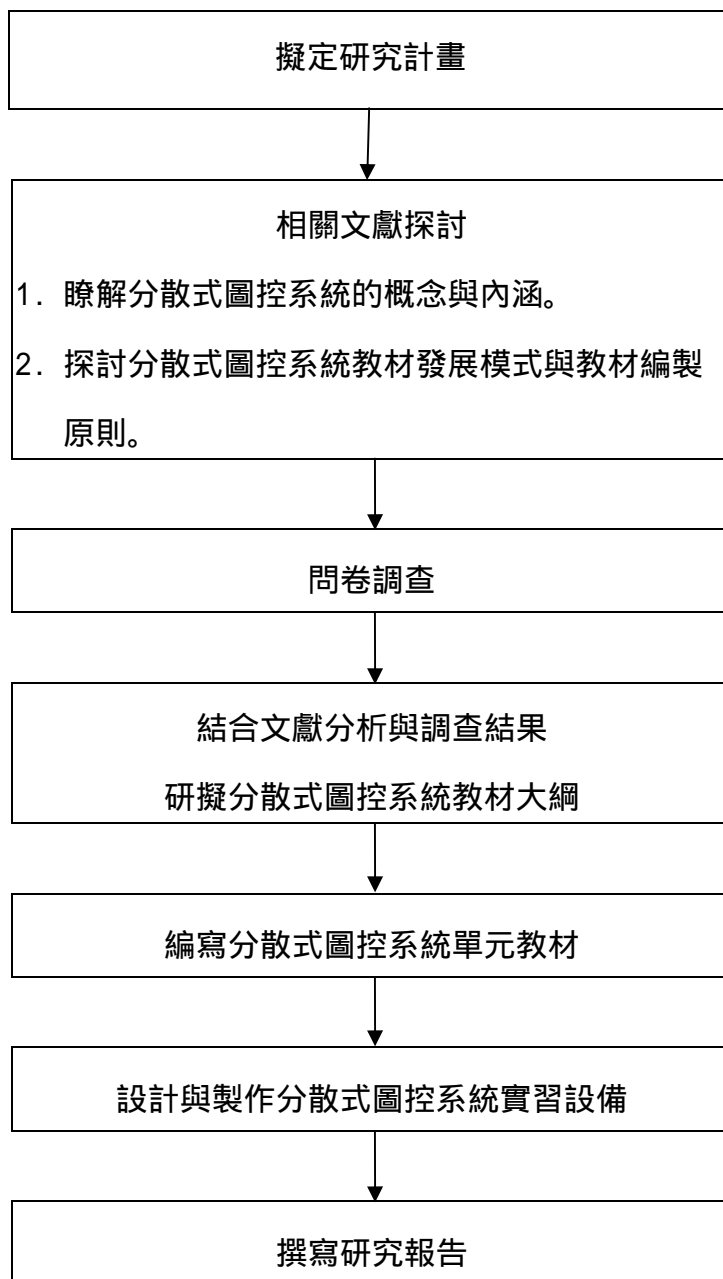 擬定研究計畫
相關文獻探討
1. 瞭解分散式圖控系統的概念與內涵。
2. 探討分散式圖控系統教材發展模式與教材編製
原則。
問卷調查
結合文獻分析與調查結果
研擬分散式圖控系統教材大綱
編寫分散式圖控系統單元教材
設計與製作分散式圖控系統實習設備
撰寫研究報告